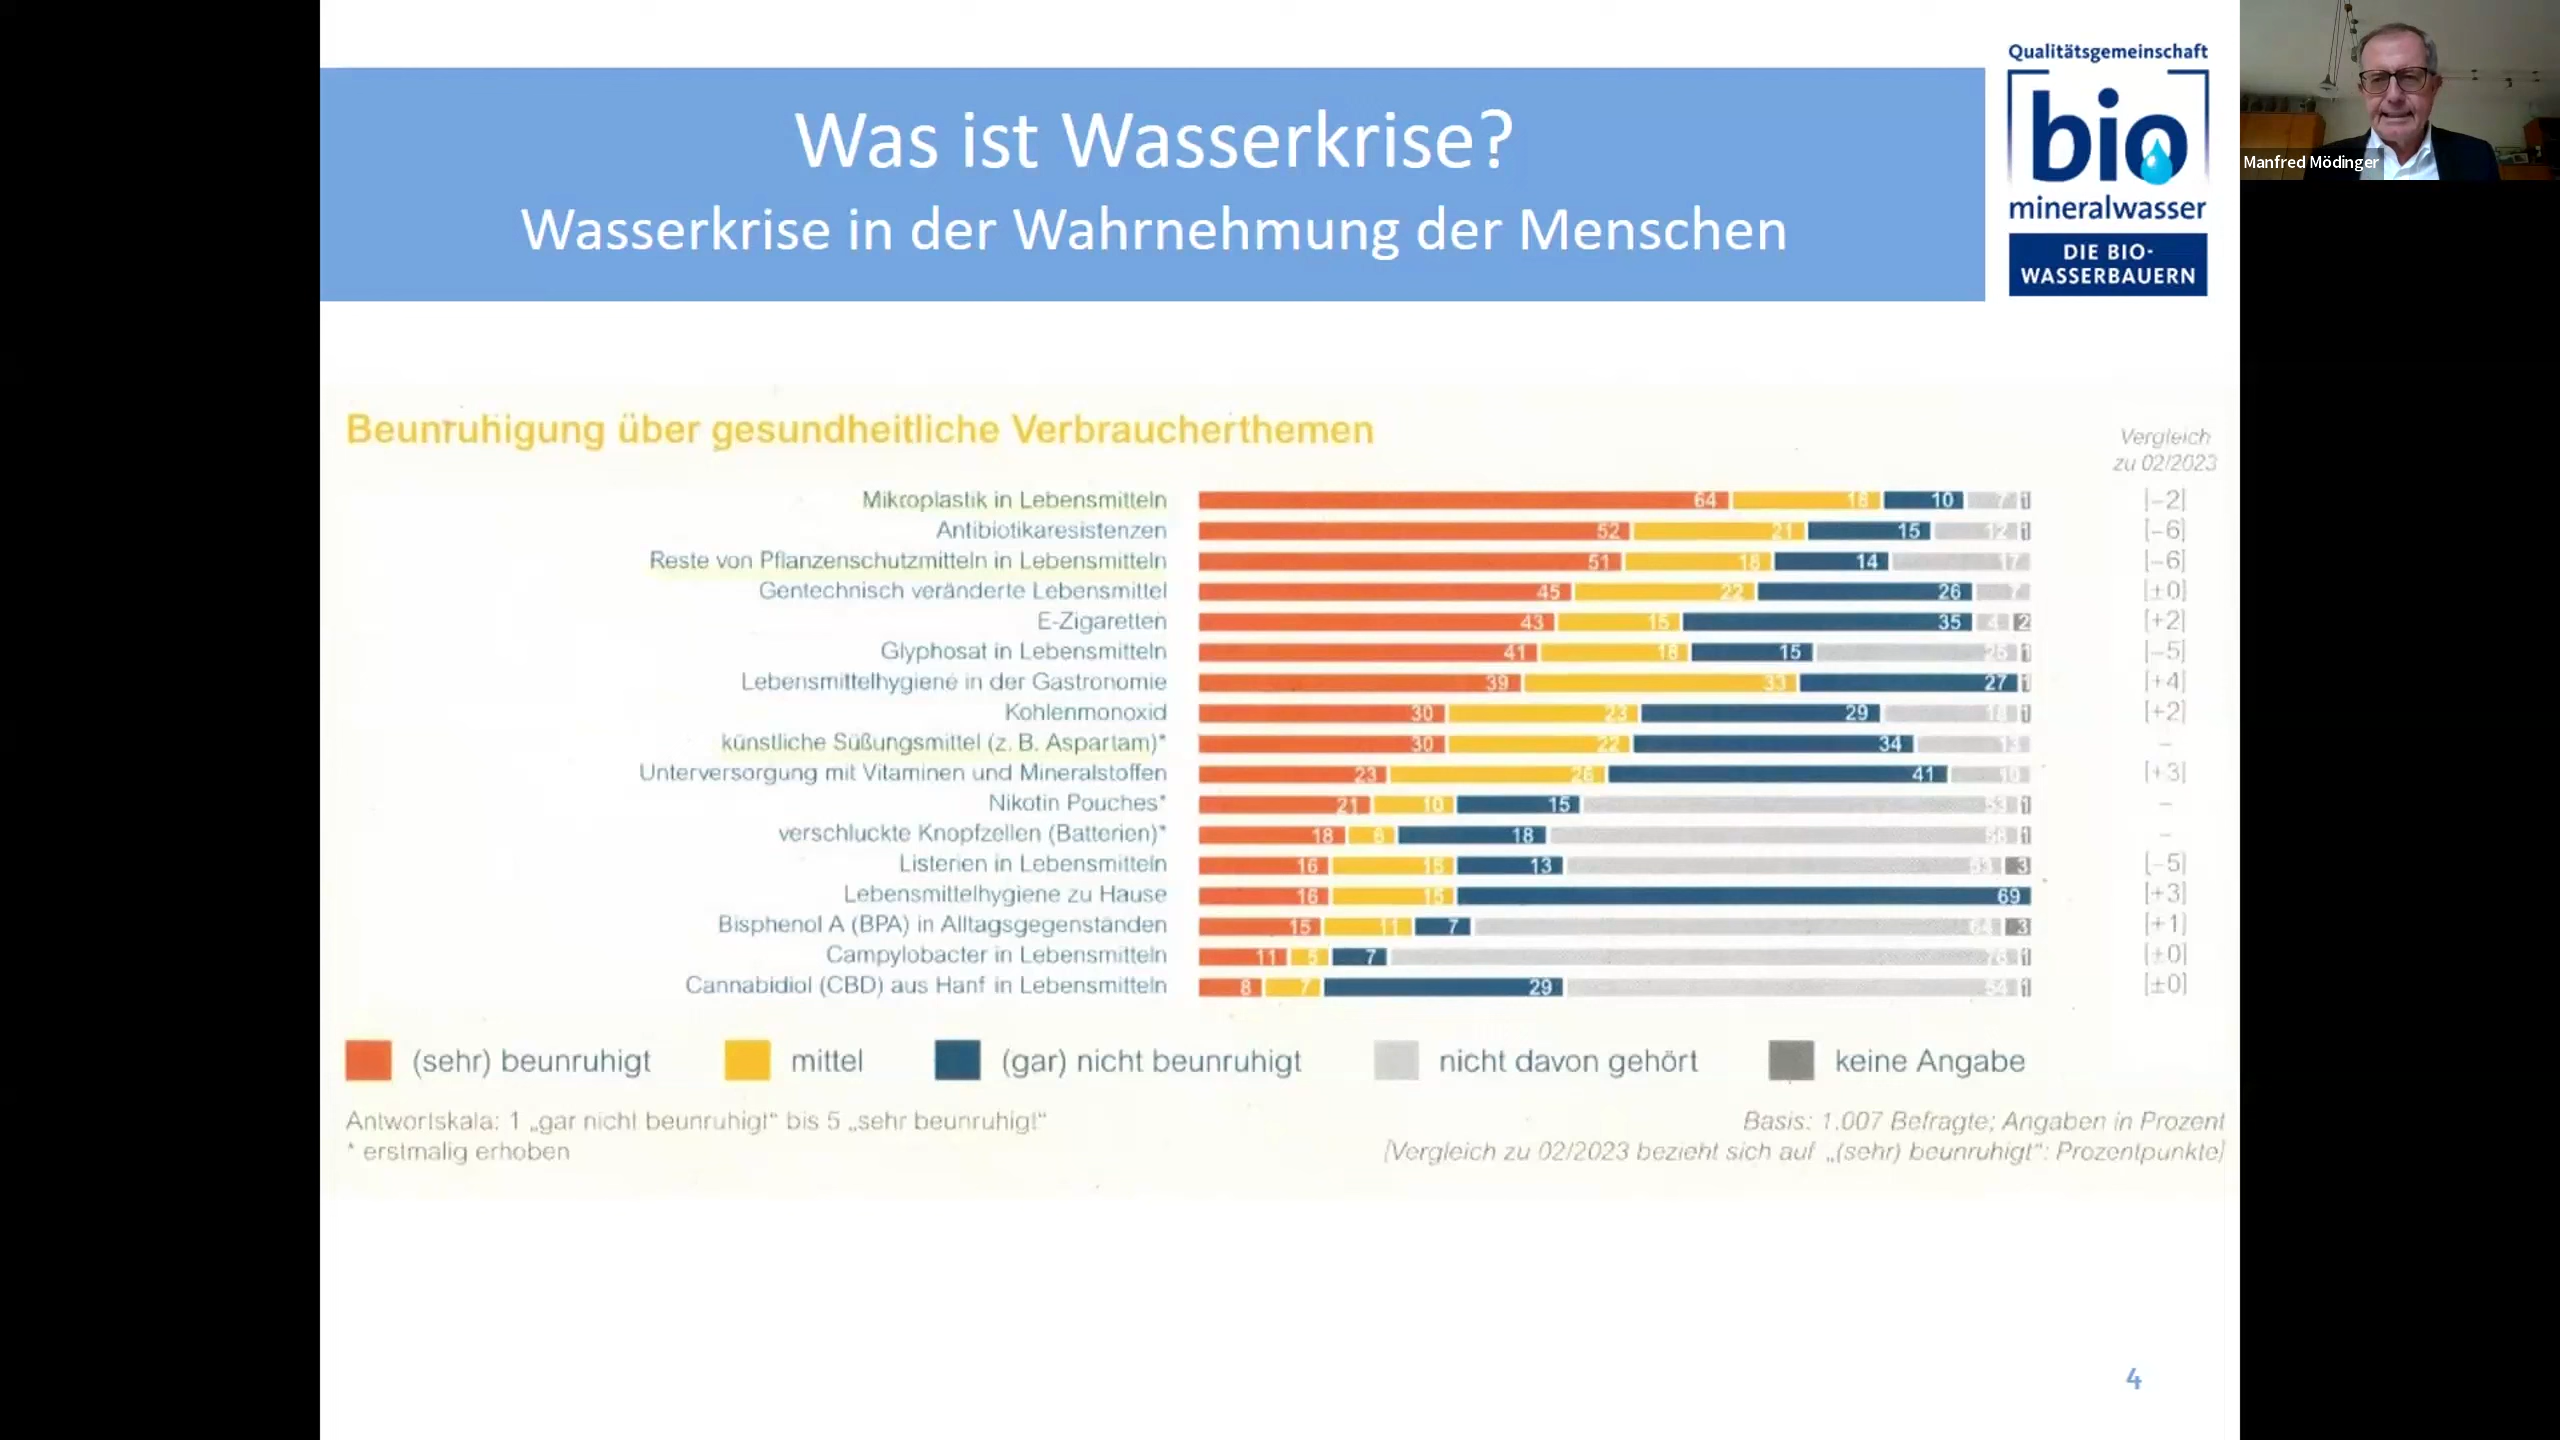 Qualitätsgemeinschaft
bio
mineralwasser
DIE BIO-
WASSERBAUERN
Manfred Mödinger
Was ist Wasserkrise?
Wasserkrise in der Wahrnehmung der Menschen
Beunruhigung über gesundheitliche Verbraucherthemen
Vergleich
zu 02/2023
Mikroplastik in Lebensmitteln 64 18 10 7 1 [–2]
Antibiotikaresistenzen 52 21 15 12 1 [–6]
Reste von Pflanzenschutzmitteln in Lebensmitteln 51 18 14 17 [–6]
Gentechnisch veränderte Lebensmittel 45 22 26 7 [±0]
E-Zigaretten 43 15 35 4 2 [+2]
Glyphosat in Lebensmitteln 41 18 15 25 1 [–5]
Lebensmittelhygiene in der Gastronomie 39 33 27 1 [+4]
Kohlenmonoxid 30 23 29 1 [+2]
künstliche Süßungsmittel (z. B. Aspartam)* 30 22 34 13 –
Unterversorgung mit Vitaminen und Mineralstoffen 23 26 41 10 [+3]
Nikotin Pouches* 21 10 15 53 1 –
verschluckte Knopfzellen (Batterien)* 18 6 18 1 –
Listerien in Lebensmitteln 16 15 13 53 3 [–5]
Lebensmittelhygiene zu Hause 16 15 69 [+3]
Bisphenol A (BPA) in Alltagsgegenständen 15 11 7 64 3 [+1]
Campylobacter in Lebensmitteln 11 5 7 76 1 [±0]
Cannabidiol (CBD) aus Hanf in Lebensmitteln 8 7 29 54 1 [±0]
(sehr) beunruhigt mittel (gar) nicht beunruhigt nicht davon gehört keine Angabe
Antwortskala: 1 „gar nicht beunruhigt“ bis 5 „sehr beunruhigt“
* erstmalig erhoben
Basis: 1.007 Befragte; Angaben in Prozent
[Vergleich zu 02/2023 bezieht sich auf „(sehr) beunruhigt“: Prozentpunkte]
4